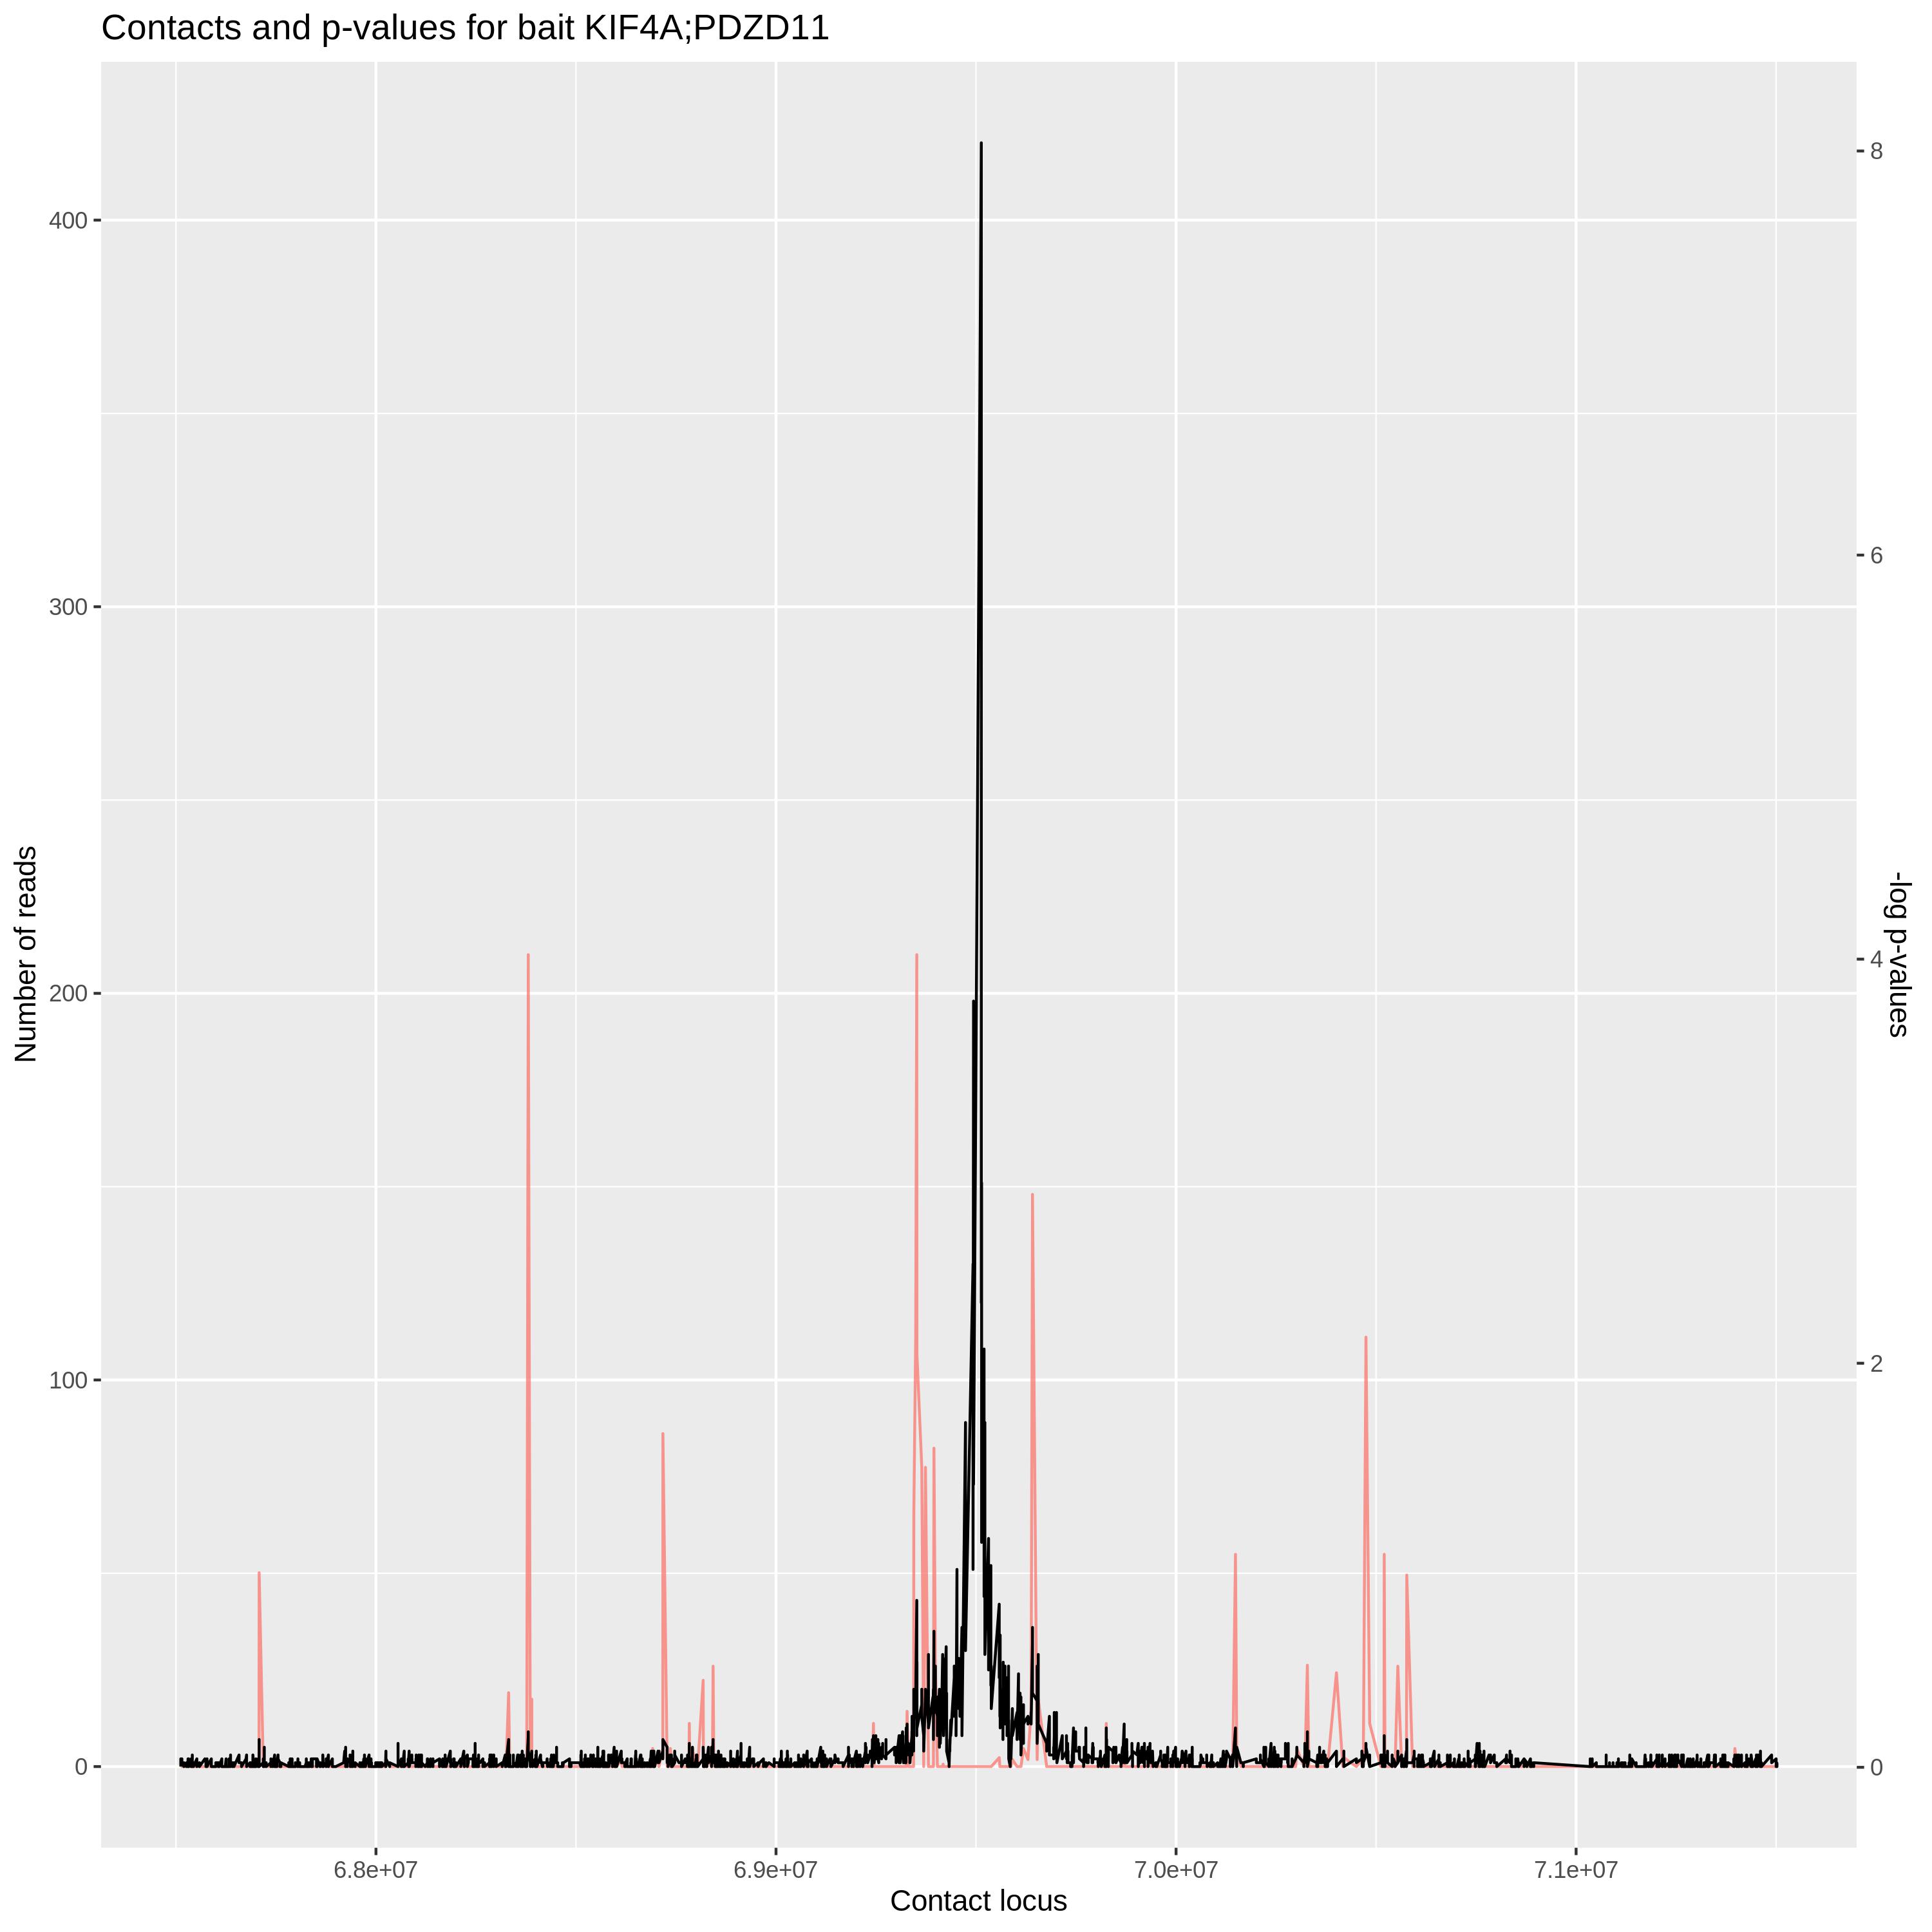 Contacts and p-values for bait KIF4A;PDZD11
Number of reads
400
300
200
100
0
8
6
4
2
0
-log p-values
6.8e+07
6.9e+07
7.0e+07
7.1e+07
Contact locus